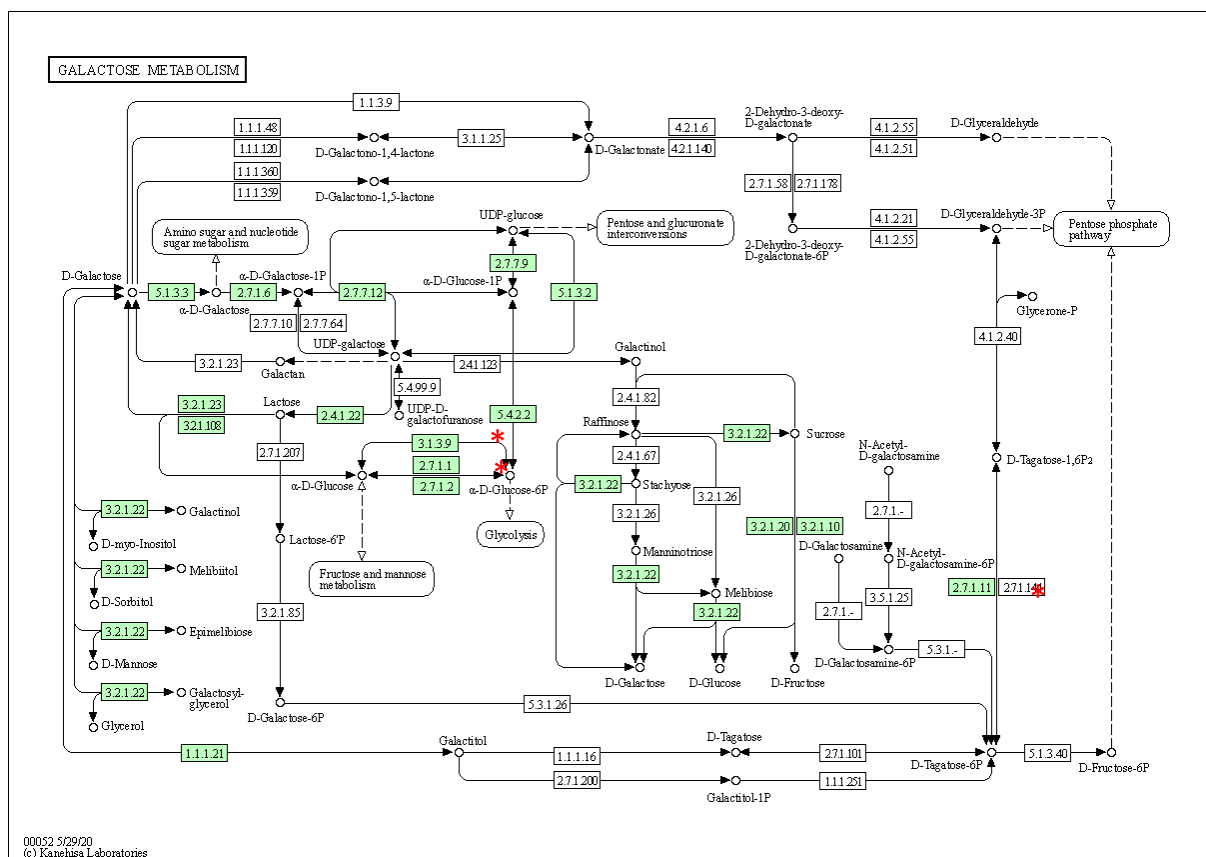 GALACTOSE METABOLISM
1.1.3.9
1.1.1.48
1.1.1.120
D-Galactono-1,4-lactone
3.1.1.25
D-Galactonate
4.2.1.6
4.2.1.140
2-Dehydro-3-deoxy-
D-galactonate
4.1.2.55
4.1.2.51
D-Glyceraldehyde
1.1.1.360
1.1.1.359
D-Galactono-1,5-lactone
2.7.1.58
2.7.1.178
UDP-glucose
Pentose and glucuronate
interconversions
Amino sugar and nucleotide
sugar metabolism
2-Dehydro-3-deoxy-
D-galactonate-6P
4.1.2.21
4.1.2.55
D-Glyceraldehyde-3P
Pentose phosphate
pathway
D-Galactose
5.1.3.3
α-D-Galactose
2.7.1.6
α-D-Galactose-1P
2.7.7.12
α-D-Glucose-1P
2.7.7.9
5.1.3.2
Glycerone-P
4.1.2.40
2.7.7.10
2.7.7.64
UDP-galactose
3.2.1.23
Galactan
2.4.1.123
Galactinol
5.4.99.9
UDP-D-
galactofuranose
3.2.1.23
3.2.1.108
Lactose
2.4.1.22
5.4.2.2
2.4.1.82
Raffinose
3.2.1.22
Sucrose
2.7.1.207
3.1.3.9
2.7.1.1
2.7.1.2
α-D-Glucose
α-D-Glucose-6P
2.4.1.67
3.2.1.22
Stachyose
3.2.1.26
N-Acetyl-
D-galactosamine
D-Tagatose-1,6P2
3.2.1.22
Galactinol
D-myo-Inositol
Lactose-6'P
Glycolysis
3.2.1.26
Manninotriose
3.2.1.20
3.2.1.10
2.7.1.-
D-Galactosamine
N-Acetyl-
D-galactosamine-6P
3.2.1.22
Melibiitol
D-Sorbitol
Fructose and mannose
metabolism
3.2.1.22
Melibiose
3.2.1.22
2.7.1.-
3.5.1.25
2.7.1.11
3.2.1.85
3.2.1.22
Epimelibiose
D-Mannose
5.3.1.-
D-Galactosamine-6P
D-Galactose
D-Glucose
D-Fructose
3.2.1.22
Galactosyl-
glycerol
Glycerol
D-Galactose-6P
5.3.1.26
1.1.1.21
Galactitol
1.1.1.16
D-Tagatose
2.7.1.101
D-Tagatose-6P
5.1.3.40
D-Fructose-6P
2.7.1.200
Galactitol-1P
1.1.1.251
00052 5/29/20
(c) Kanehisa Laboratories